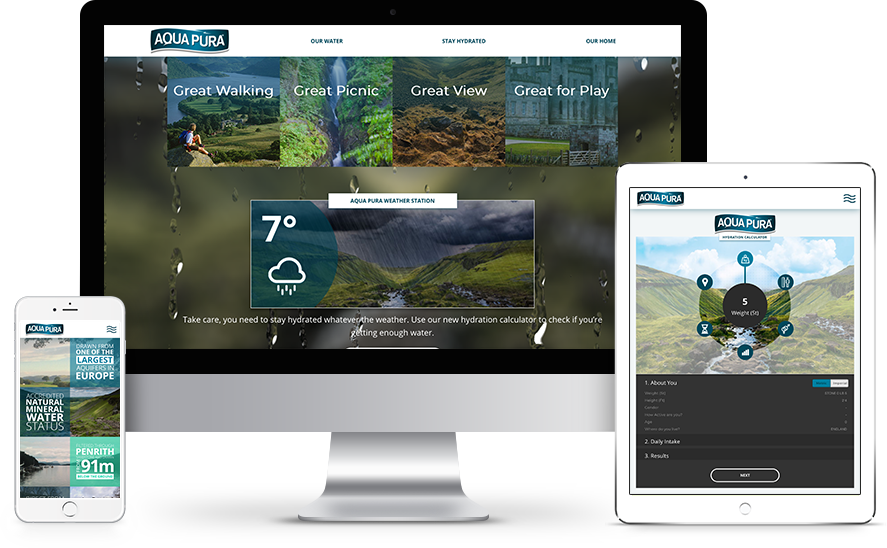 AQUA PURA
OUR WATER
STAY HYDRATED
OUR HOME
Great Walking
Great Picnic
Great View
Great for Play
AQUA PURA WEATHER STATION
7°
Take care, you need to stay hydrated whatever the weather. Use our new hydration calculator to check if you're
getting enough water.
AQUA PURA
DRAWN FROM
ONE OF THE
LARGEST
AQUIFERS IN
EUROPE
ACCREDITED
NATURAL
MINERAL
WATER
STATUS
PENRITH
91m
BELOW THE GROUND
AQUA PURA
AQUA PURA
HYDRATION CALCULATOR
5
Weight (St)
1. About You
Metric
Imperial
Weight (St)
Height (Ft)
Gender
How Active are you?
Age
Where do you live?
ENGLAND
2. Daily Intake
3. Results
NEXT